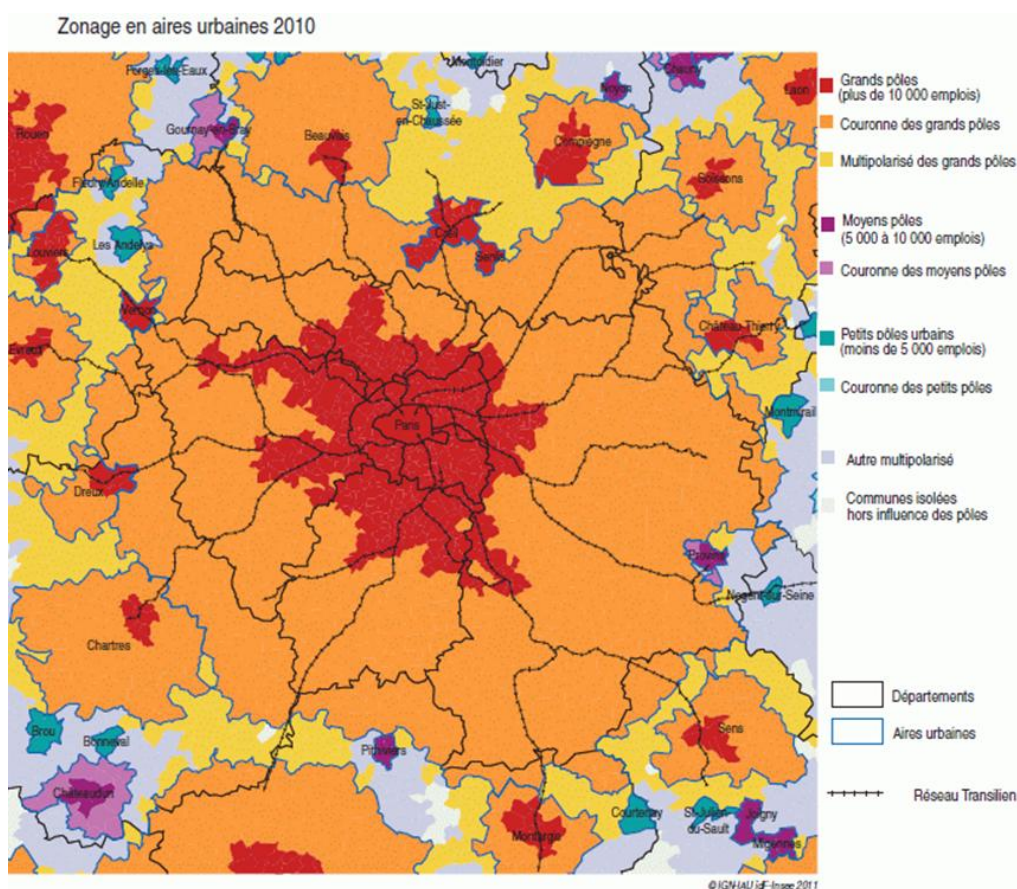 Zonage en aires urbaines 2010
Forges-les-Eaux
Montdidier
Chauny
Noyon
Laon
Rouen
Gournay-en-Bray
Beauvais
St-Just-
en-Chaussée
Compiègne
Soissons
Fleury-Andelle
Louviers
Les Andelys
Creil
Senlis
Vernon
Château-Thierry
Evreux
Montmirail
Paris
Dreux
Provins
Nogent-sur-Seine
Chartres
Brou
Bonneval
Pithiviers
Sens
Châteaudun
Montargis
Courtenay
St-Julien-
du-Sault
Joigny
Migennes
Grands pôles
(plus de 10 000 emplois)
Couronne des grands pôles
Multipolarisé des grands pôles
Moyens pôles
(5 000 à 10 000 emplois)
Couronne des moyens pôles
Petits pôles urbains
(moins de 5 000 emplois)
Couronne des petits pôles
Autre multipolarisé
Communes isolées
hors influence des pôles
Départements
Aires urbaines
Réseau Transilien
© IGN-IAU îdF-Insee 2011